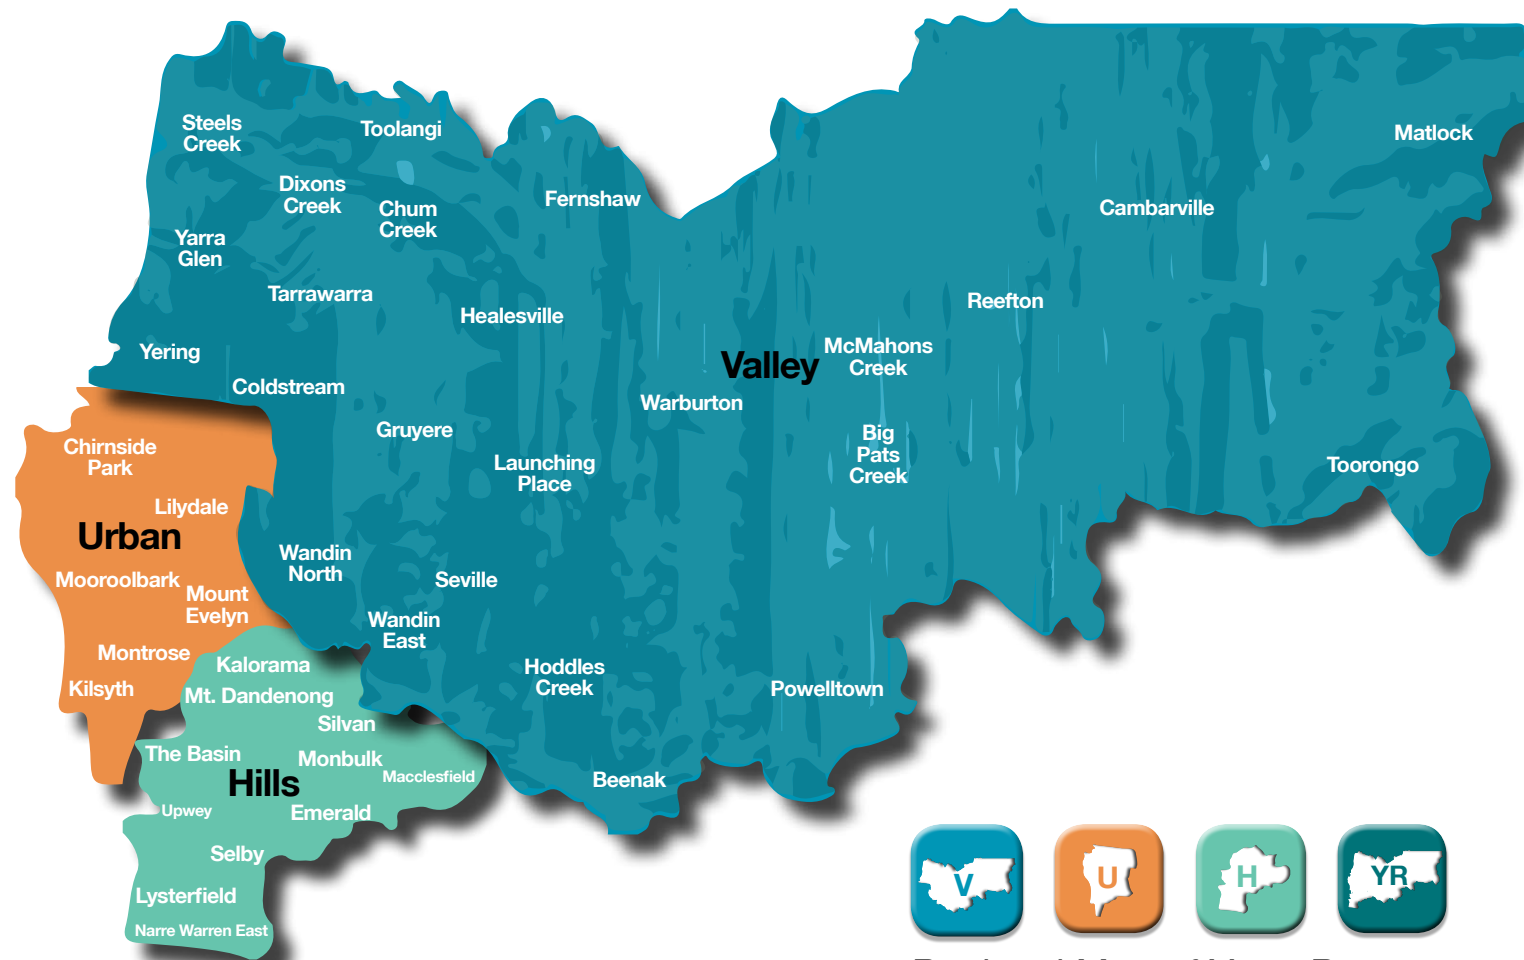 Steels
Creek
Toolangi
Matlock
Dixons
Creek
Fernshaw
Chum
Creek
Cambarville
Yarra
Glen
Tarrawarra
Reefton
Healesville
Yering
McMahons
Creek
Valley
Coldstream
Warburton
Gruyere
Big
Pats
Creek
Chirnside
Park
Launching
Place
Toorongo
Lilydale
Urban
Wandin
North
Mooroolbark
Seville
Mount
Evelyn
Wandin
East
Montrose
Kalorama
Hoddles
Creek
Kilsyth
Mt. Dandenong
Powelltown
Silvan
The Basin
Monbulk
Macclesfield
Beenak
Hills
Upwey
Emerald
Selby
Lysterfield
Narre Warren East
V
U
H
YR